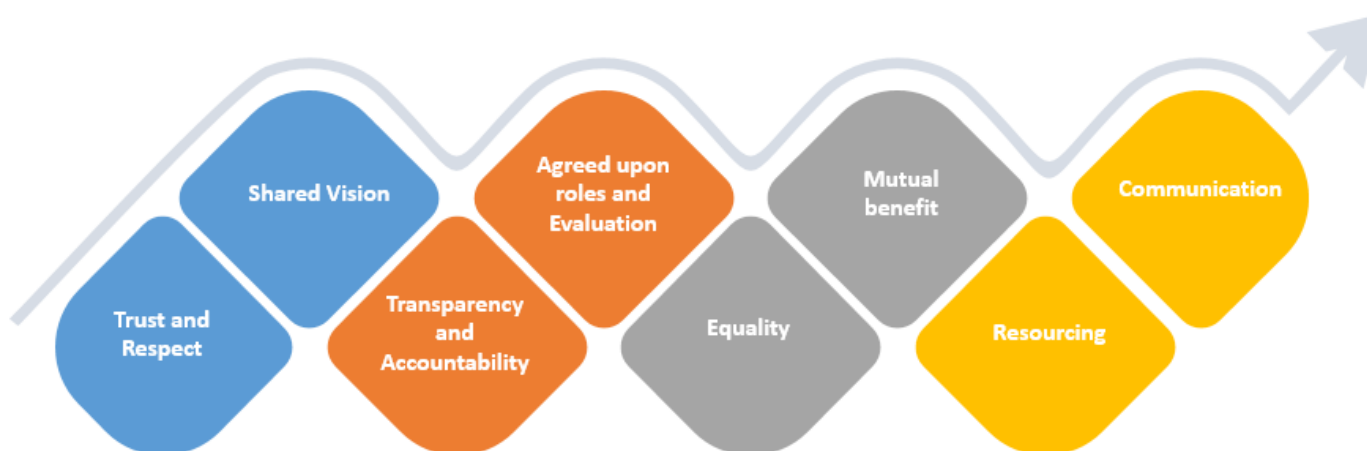 Trust and
Respect
Shared Vision
Transparency
and
Accountability
Agreed upon
roles and
Evaluation
Equality
Mutual
benefit
Resourcing
Communication